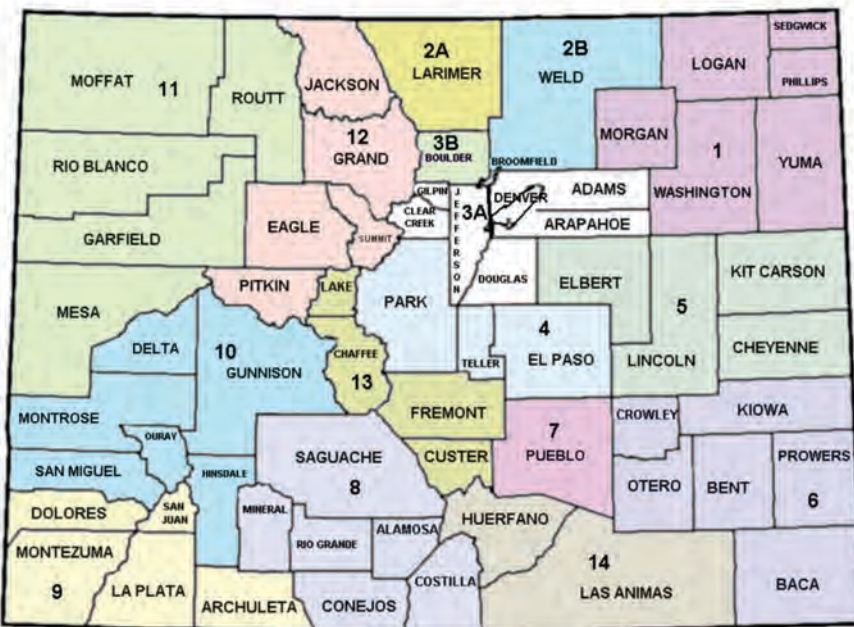 SEDGWICK
2A
2B
LOGAN
MOFFAT
11
JACKSON
LARIMER
WELD
PHILLIPS
ROUTT
12
3B
MORGAN
1
GRAND
BOULDER
BROOMFIELD
RIO BLANCO
YUMA
GILPIN
JEFFERSON
DENVER
ADAMS
WASHINGTON
3A
CLEAR
CREEK
EAGLE
ARAPAHOE
GARFIELD
SUMMIT
KIT CARSON
PITKIN
LAKE
DOUGLAS
ELBERT
PARK
MESA
5
4
DELTA
10
CHAFFEE
TELLER
EL PASO
LINCOLN
CHEYENNE
GUNNISON
13
MONTROSE
FREMONT
CROWLEY
KIOWA
7
OURAY
SAGUACHE
CUSTER
PUEBLO
PROWERS
SAN MIGUEL
HINSDALE
8
OTERO
BENT
6
DOLORES
SAN
JUAN
MINERAL
HUERFANO
ALAMOSA
MONTEZUMA
RIO GRANDE
14
9
LA PLATA
COSTILLA
LAS ANIMAS
BACA
ARCHULETA
CONEJOS